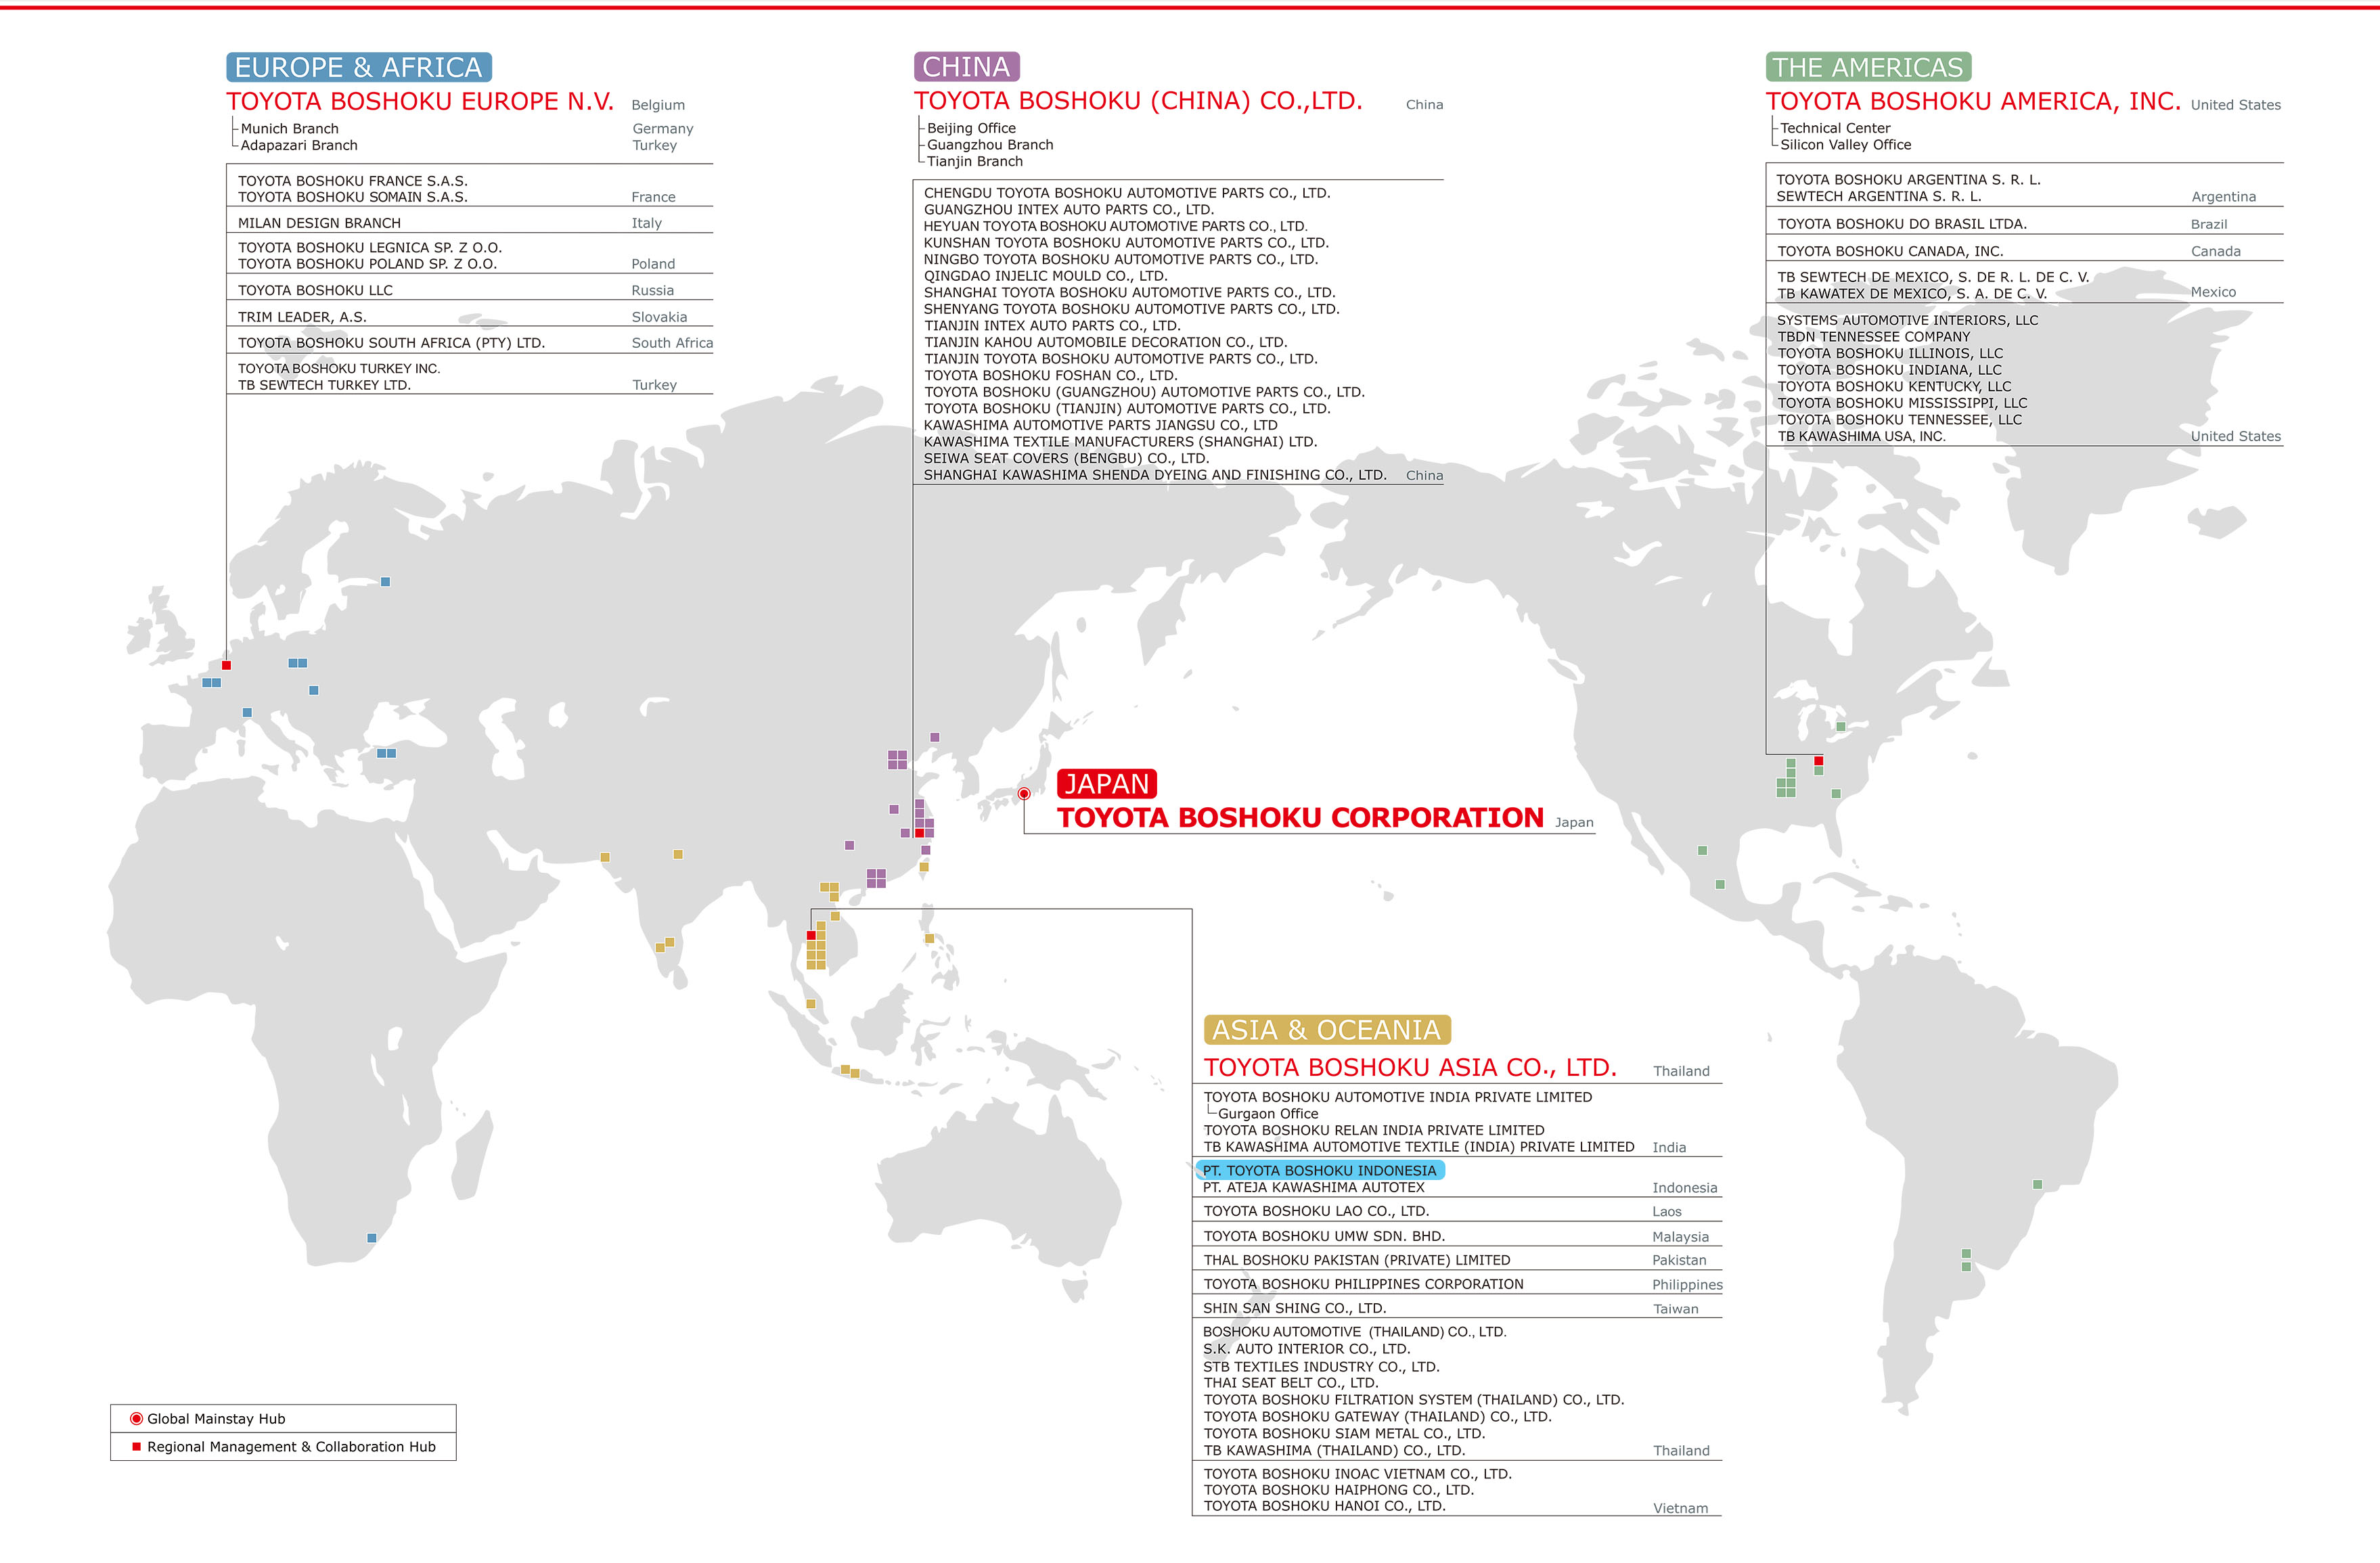 EUROPE & AFRICA
TOYOTA BOSHOKU EUROPE N.V. Belgium
Munich Branch Germany
Adapazari Branch Turkey
TOYOTA BOSHOKU FRANCE S.A.S.
TOYOTA BOSHOKU SOMAIN S.A.S. France
MILAN DESIGN BRANCH Italy
TOYOTA BOSHOKU LEGNICA SP. Z O.O.
TOYOTA BOSHOKU POLAND SP. Z O.O. Poland
TOYOTA BOSHOKU LLC Russia
TRIM LEADER, A.S. Slovakia
TOYOTA BOSHOKU SOUTH AFRICA (PTY) LTD. South Africa
TOYOTA BOSHOKU TURKEY INC.
TB SEWTECH TURKEY LTD. Turkey
CHINA
TOYOTA BOSHOKU (CHINA) CO.,LTD. China
Beijing Office
Guangzhou Branch
Tianjin Branch
CHENGDU TOYOTA BOSHOKU AUTOMOTIVE PARTS CO., LTD.
GUANGZHOU INTEX AUTO PARTS CO., LTD.
HEYUAN TOYOTA BOSHOKU AUTOMOTIVE PARTS CO., LTD.
KUNSHAN TOYOTA BOSHOKU AUTOMOTIVE PARTS CO., LTD.
NINGBO TOYOTA BOSHOKU AUTOMOTIVE PARTS CO., LTD.
QINGDAO INJELIC MOULD CO., LTD.
SHANGHAI TOYOTA BOSHOKU AUTOMOTIVE PARTS CO., LTD.
SHENYANG TOYOTA BOSHOKU AUTOMOTIVE PARTS CO., LTD.
TIANJIN INTEX AUTO PARTS CO., LTD.
TIANJIN KAHOU AUTOMOBILE DECORATION CO., LTD.
TIANJIN TOYOTA BOSHOKU AUTOMOTIVE PARTS CO., LTD.
TOYOTA BOSHOKU FOSHAN CO., LTD.
TOYOTA BOSHOKU (GUANGZHOU) AUTOMOTIVE PARTS CO., LTD.
TOYOTA BOSHOKU (TIANJIN) AUTOMOTIVE PARTS CO., LTD.
KAWASHIMA AUTOMOTIVE PARTS JIANGSU CO., LTD
KAWASHIMA TEXTILE MANUFACTURERS (SHANGHAI) LTD.
SEIWA SEAT COVERS (BENGBU) CO., LTD.
SHANGHAI KAWASHIMA SHENDA DYEING AND FINISHING CO., LTD. China
THE AMERICAS
TOYOTA BOSHOKU AMERICA, INC. United States
Technical Center
Silicon Valley Office
TOYOTA BOSHOKU ARGENTINA S. R. L.
SEWTECH ARGENTINA S. R. L. Argentina
TOYOTA BOSHOKU DO BRASIL LTDA. Brazil
TOYOTA BOSHOKU CANADA, INC. Canada
TB SEWTECH DE MEXICO, S. DE R. L. DE C. V.
TB KAWATEX DE MEXICO, S. A. DE C. V. Mexico
SYSTEMS AUTOMOTIVE INTERIORS, LLC
TBDN TENNESSEE COMPANY
TOYOTA BOSHOKU ILLINOIS, LLC
TOYOTA BOSHOKU INDIANA, LLC
TOYOTA BOSHOKU KENTUCKY, LLC
TOYOTA BOSHOKU MISSISSIPPI, LLC
TOYOTA BOSHOKU TENNESSEE, LLC
TB KAWASHIMA USA, INC. United States
JAPAN
TOYOTA BOSHOKU CORPORATION Japan
ASIA & OCEANIA
TOYOTA BOSHOKU ASIA CO., LTD. Thailand
TOYOTA BOSHOKU AUTOMOTIVE INDIA PRIVATE LIMITED
Gurgaon Office
TOYOTA BOSHOKU RELAN INDIA PRIVATE LIMITED
TB KAWASHIMA AUTOMOTIVE TEXTILE (INDIA) PRIVATE LIMITED India
PT. TOYOTA BOSHOKU INDONESIA
PT. ATEJA KAWASHIMA AUTOTEX Indonesia
TOYOTA BOSHOKU LAO CO., LTD. Laos
TOYOTA BOSHOKU UMW SDN. BHD. Malaysia
THAL BOSHOKU PAKISTAN (PRIVATE) LIMITED Pakistan
TOYOTA BOSHOKU PHILIPPINES CORPORATION Philippines
SHIN SAN SHING CO., LTD. Taiwan
BOSHOKU AUTOMOTIVE (THAILAND) CO., LTD.
S.K. AUTO INTERIOR CO., LTD.
STB TEXTILES INDUSTRY CO., LTD.
THAI SEAT BELT CO., LTD.
TOYOTA BOSHOKU FILTRATION SYSTEM (THAILAND) CO., LTD.
TOYOTA BOSHOKU GATEWAY (THAILAND) CO., LTD.
TOYOTA BOSHOKU SIAM METAL CO., LTD.
TB KAWASHIMA (THAILAND) CO., LTD. Thailand
TOYOTA BOSHOKU INOAC VIETNAM CO., LTD.
TOYOTA BOSHOKU HAIPHONG CO., LTD.
TOYOTA BOSHOKU HANOI CO., LTD. Vietnam
Global Mainstay Hub
Regional Management & Collaboration Hub